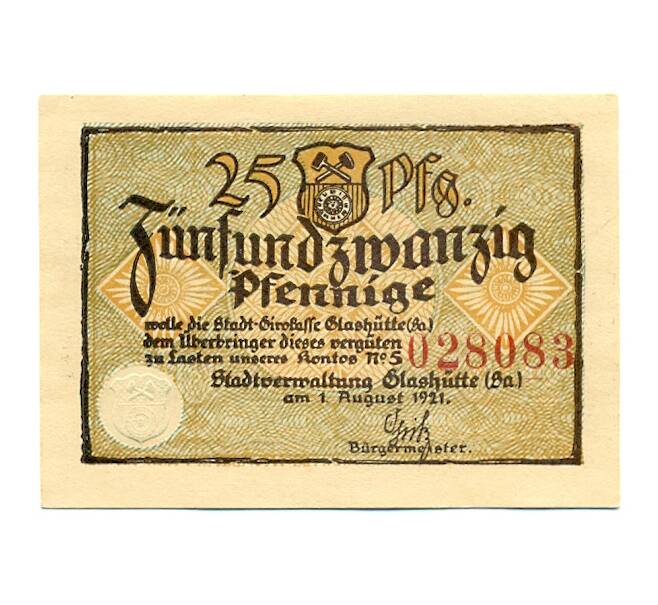 25 Pfg.
Fünfundzwanzig
Pfennige
wolle die Stadt-Girokasse Glashütte (Sa.)
dem Überbringer dieses vergüten
zu Lasten unseres Kontos No 5
028083
Stadtverwaltung Glashütte (Sa.)
am 1. August 1921.
Bürgermeister.